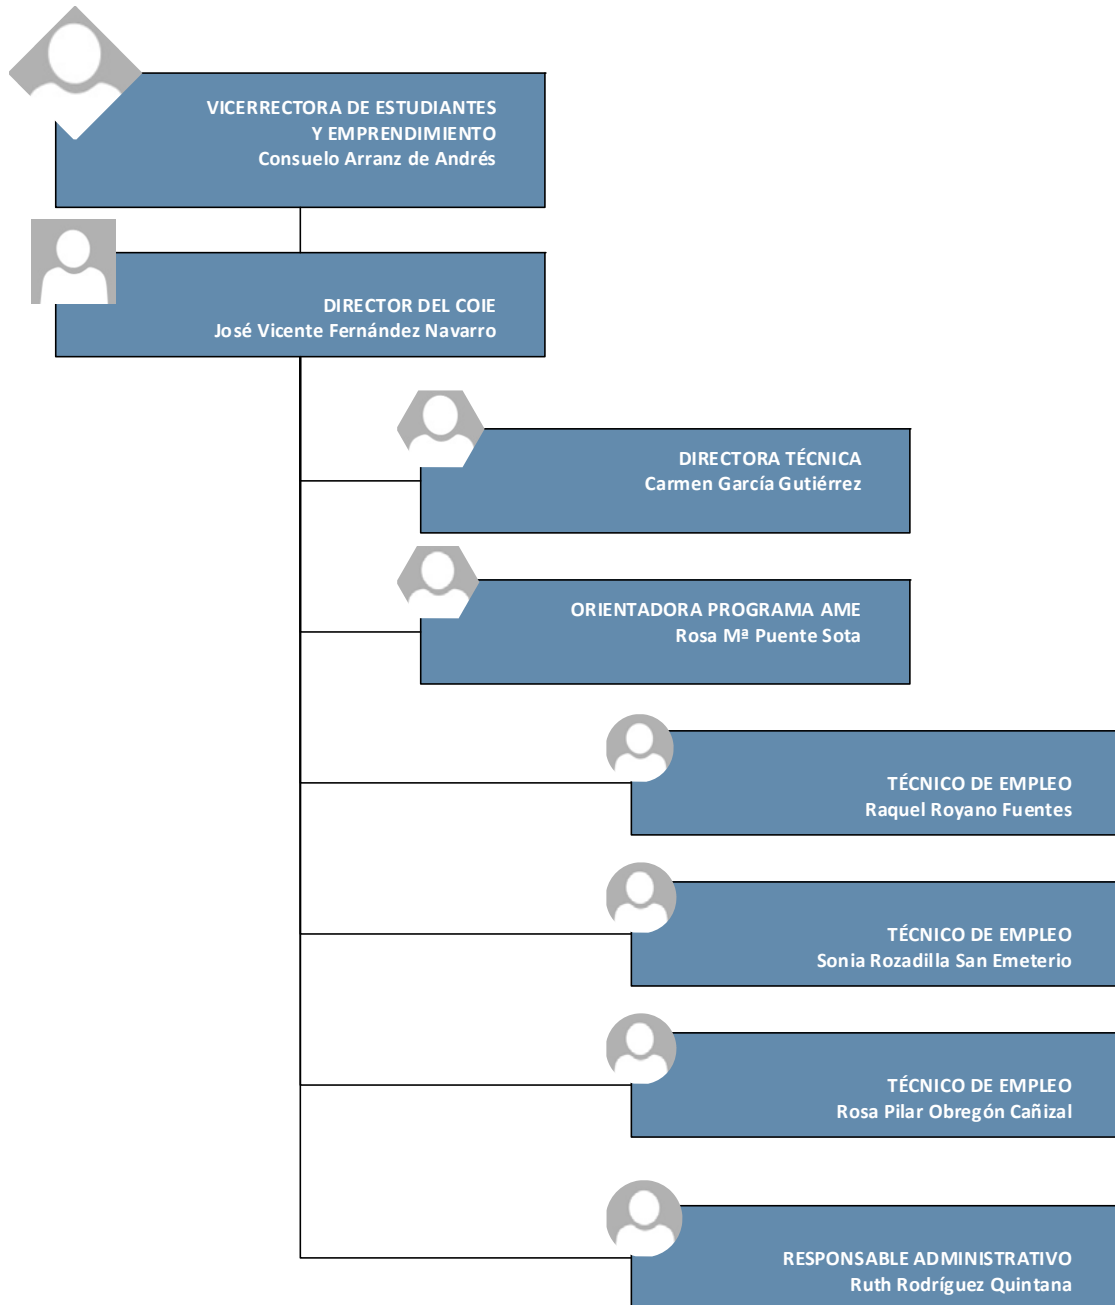 VICERRECTORA DE ESTUDIANTES
Y EMPRENDIMIENTO
Consuelo Arranz de Andrés
DIRECTOR DEL COIE
José Vicente Fernández Navarro
DIRECTORA TÉCNICA
Carmen García Gutiérrez
ORIENTADORA PROGRAMA AME
Rosa Mª Puente Sota
TÉCNICO DE EMPLEO
Raquel Royano Fuentes
TÉCNICO DE EMPLEO
Sonia Rozadilla San Emeterio
TÉCNICO DE EMPLEO
Rosa Pilar Obregón Cañizal
RESPONSABLE ADMINISTRATIVO
Ruth Rodríguez Quintana